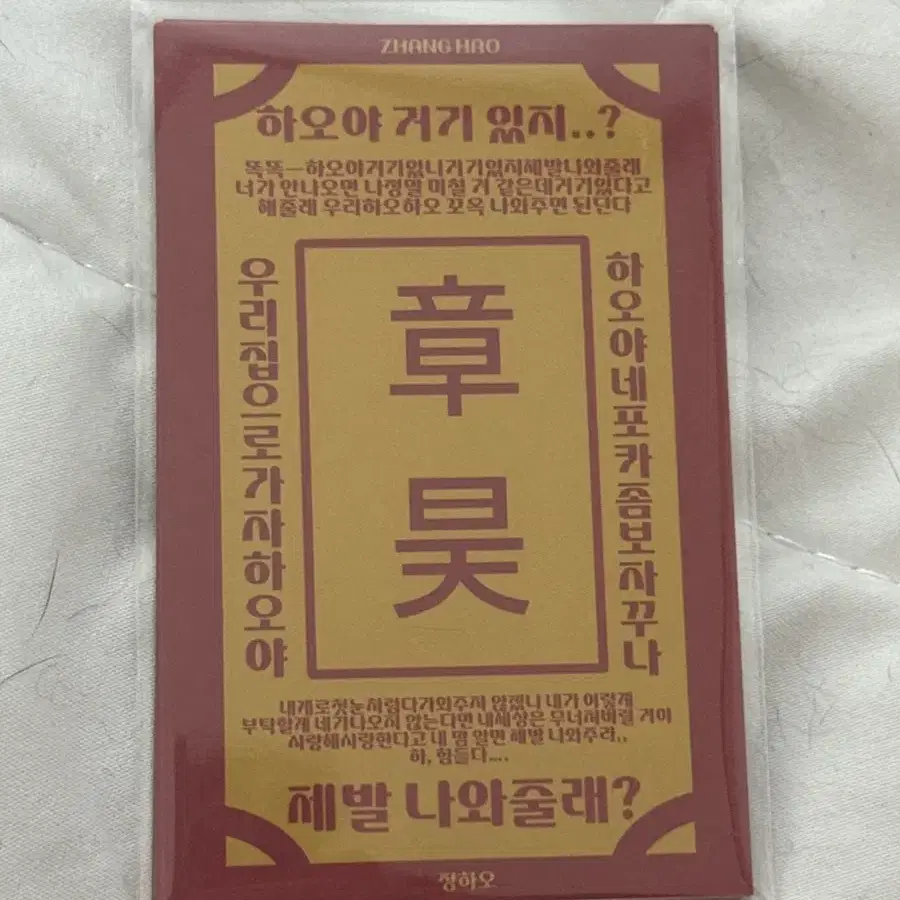 ZHANG HAO
하오야 거기 있지..?
똑똑—하오야거기있니거기있지제발나와줄래
너가 안나오면 나정말 미칠 거 같은데거기있다고
해줄래 우리하오하오 꼬옥 나와주면 된단다
우리집으로가자하오야
章昊
하오야네포카좀보자꾸나
내게로첫눈처럼다가와주지 않겠니 내가 이렇게
부탁할게 네가나오지 않는다면 내세상은 무너져버릴 거야
사랑해사랑한다고 내 맘 알면 제발 나와주라..
하, 힘들다....
제발 나와줄래?
장하오